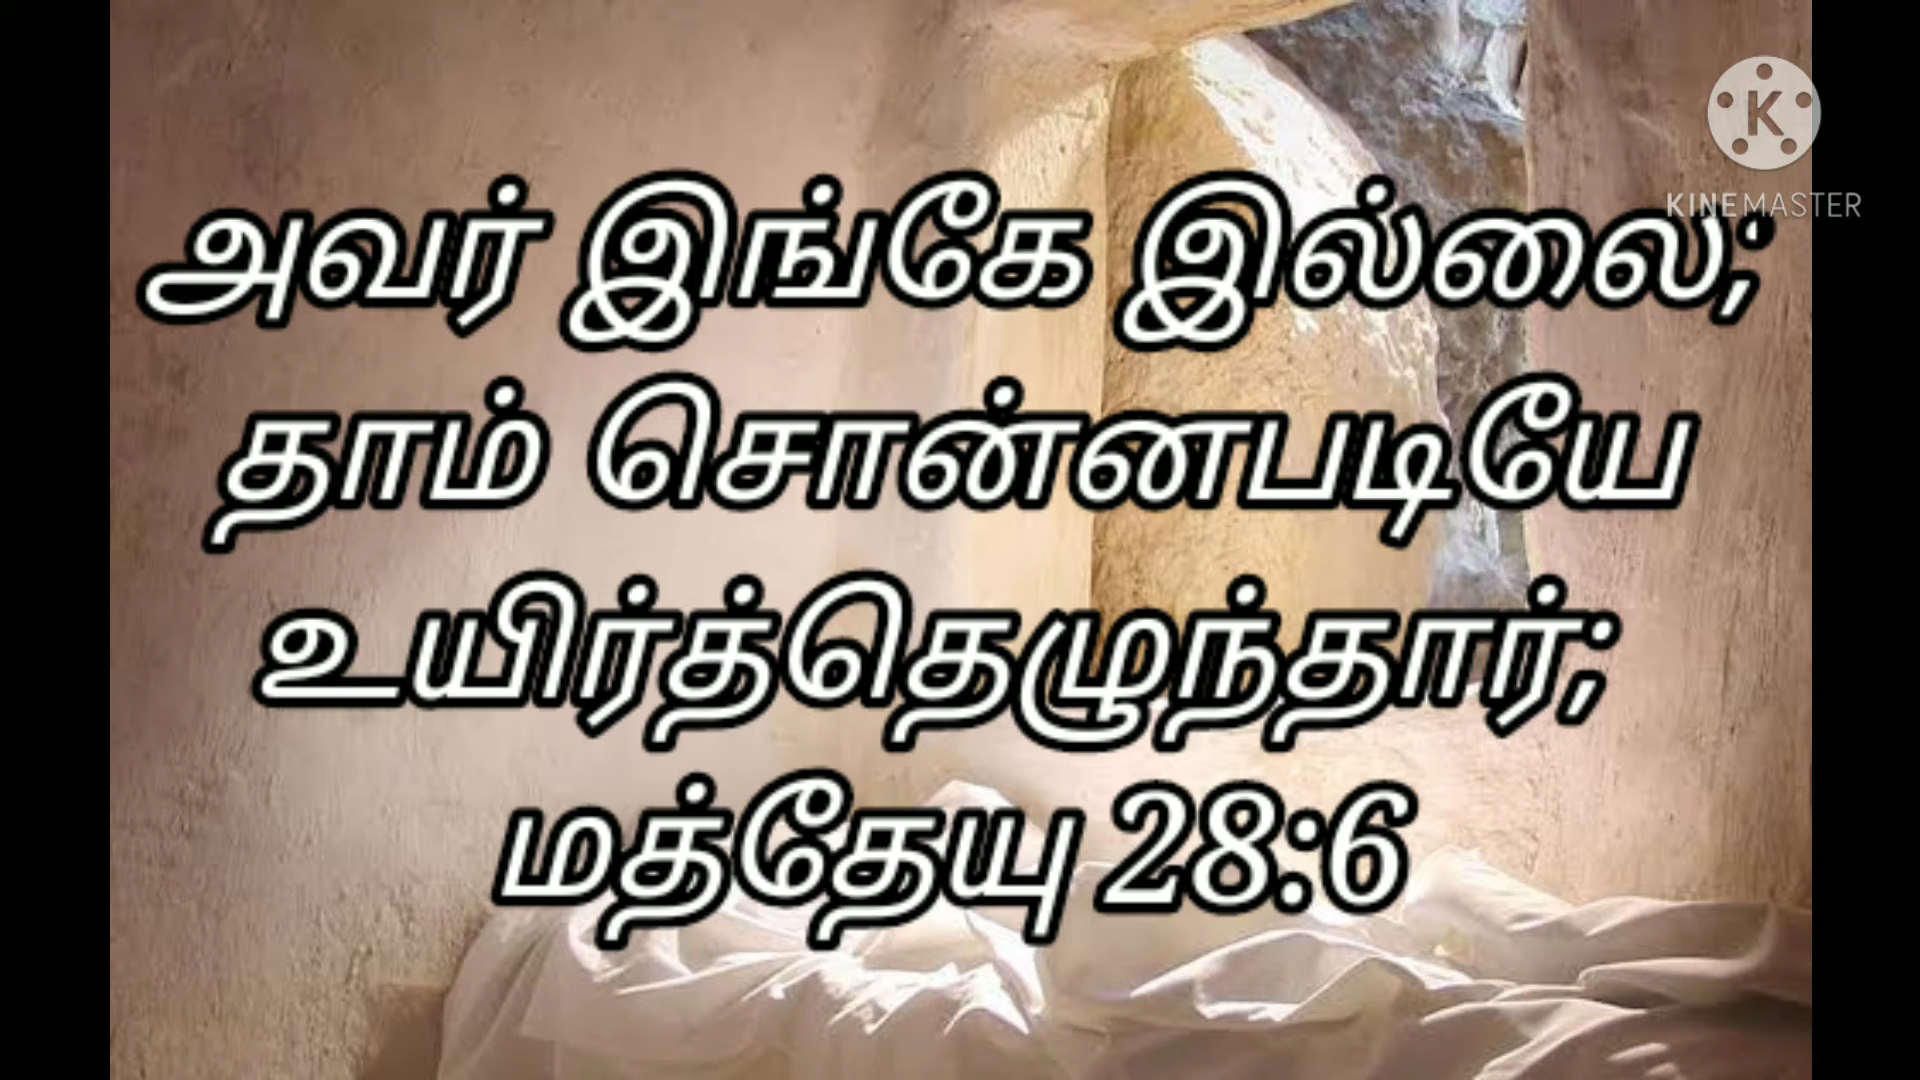 அவர் இங்கே இல்லை;
தாம் சொன்னபடியே
உயிர்த்தெழுந்தார்;
மத்தேயு 28:6
K
KINEMASTER